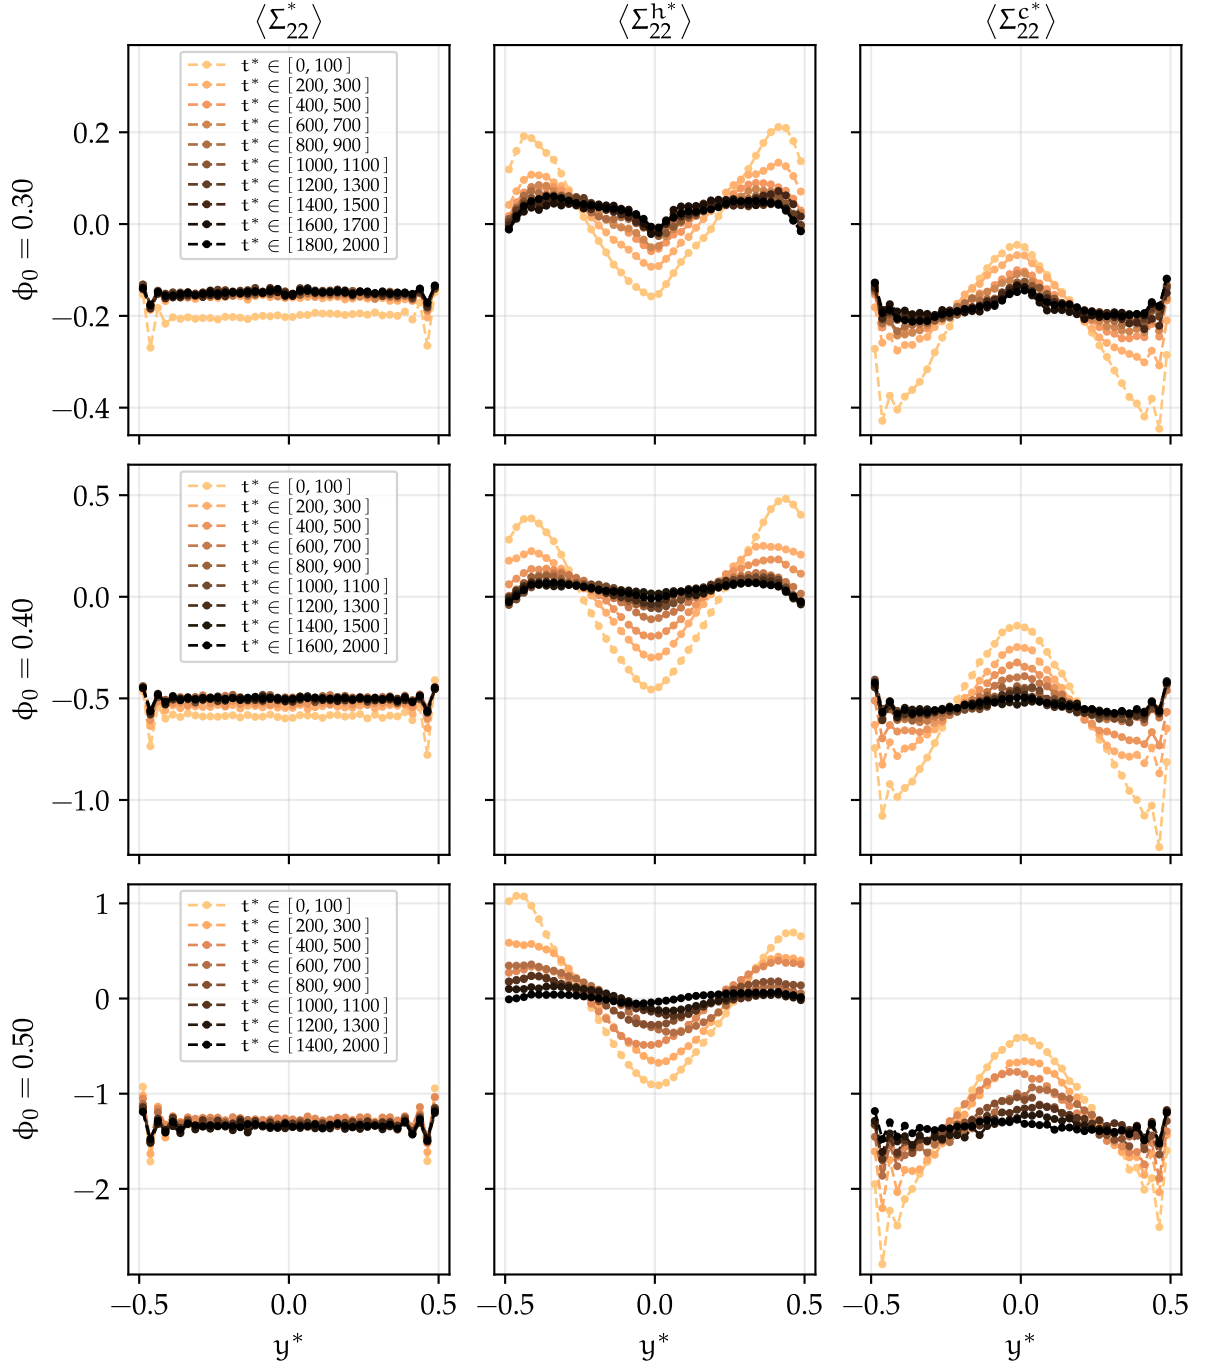 ⟨Σ*22⟩ ⟨Σh*22⟩ ⟨Σc*22⟩
ϕ0 = 0.30
0.2
0.0
−0.2
−0.4
t* ∈ [0, 100]
t* ∈ [200, 300]
t* ∈ [400, 500]
t* ∈ [600, 700]
t* ∈ [800, 900]
t* ∈ [1000, 1100]
t* ∈ [1200, 1300]
t* ∈ [1400, 1500]
t* ∈ [1600, 1700]
t* ∈ [1800, 2000]
ϕ0 = 0.40
0.5
0.0
−0.5
−1.0
t* ∈ [0, 100]
t* ∈ [200, 300]
t* ∈ [400, 500]
t* ∈ [600, 700]
t* ∈ [800, 900]
t* ∈ [1000, 1100]
t* ∈ [1200, 1300]
t* ∈ [1400, 1500]
t* ∈ [1600, 2000]
ϕ0 = 0.50
1
0
−1
−2
t* ∈ [0, 100]
t* ∈ [200, 300]
t* ∈ [400, 500]
t* ∈ [600, 700]
t* ∈ [800, 900]
t* ∈ [1000, 1100]
t* ∈ [1200, 1300]
t* ∈ [1400, 2000]
−0.5 0.0 0.5 −0.5 0.0 0.5 −0.5 0.0 0.5
y* y* y*